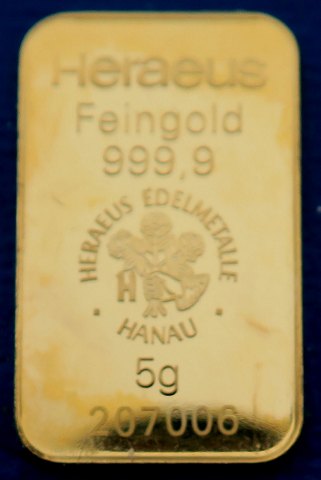 Heraeus
Feingold
999,9
HERAEUS EDELMETALLE
H
· HANAU ·
5g
207006